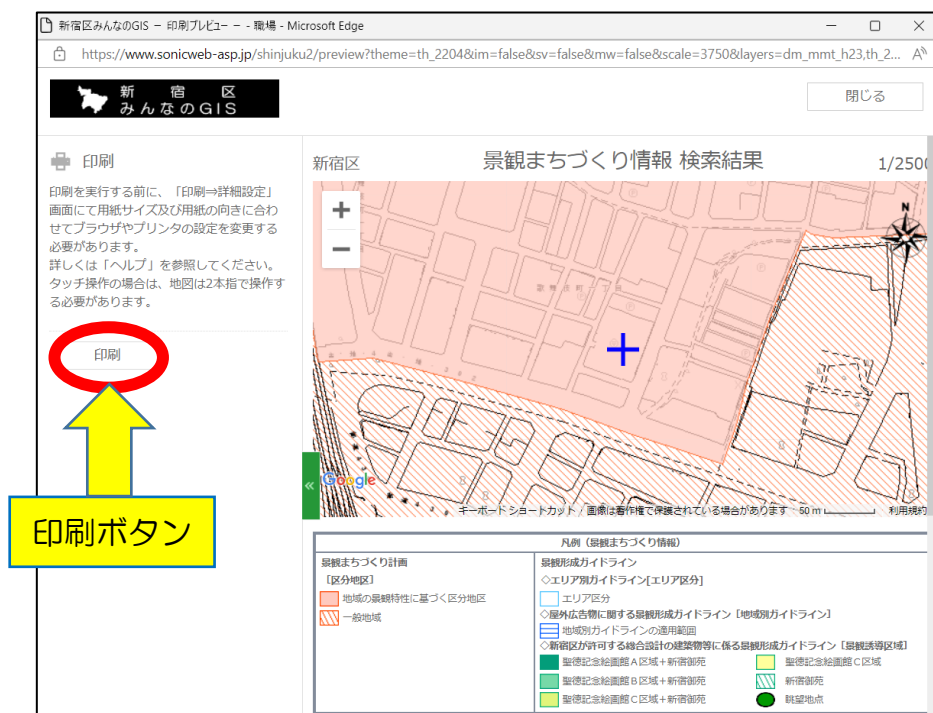 新宿区みんなのGIS － 印刷プレビュー － - 職場 - Microsoft Edge
https://www.sonicweb-asp.jp/shinjuku2/preview?theme=th_2204&im=false&sv=false&mw=false&scale=3750&layers=dm_mmt_h23,th_2...
新宿区
みんなのGIS
閉じる
印刷
印刷を実行する前に、「印刷⇒詳細設定」
画面にて用紙サイズ及び用紙の向きに合わ
せてブラウザやプリンタの設定を変更する
必要があります。
詳しくは「ヘルプ」を参照してください。
タッチ操作の場合は、地図は2本指で操作す
る必要があります。
印刷
印刷ボタン
新宿区
景観まちづくり情報 検索結果
1/2500
+
−
N
歌舞伎町一丁目
«
Google
キーボード ショートカット
画像は著作権で保護されている場合があります
50 m
利用規約
凡例（景観まちづくり情報）
景観まちづくり計画
［区分地区］
地域の景観特性に基づく区分地区
一般地域
景観形成ガイドライン
◇エリア別ガイドライン[エリア区分]
エリア区分
◇屋外広告物に関する景観形成ガイドライン［地域別ガイドライン］
地域別ガイドラインの適用範囲
◇新宿区が許可する総合設計の建築物等に係る景観形成ガイドライン［景観誘導区域］
聖徳記念絵画館Ａ区域＋新宿御苑
聖徳記念絵画館Ｃ区域
聖徳記念絵画館Ｂ区域＋新宿御苑
新宿御苑
聖徳記念絵画館Ｃ区域＋新宿御苑
眺望地点